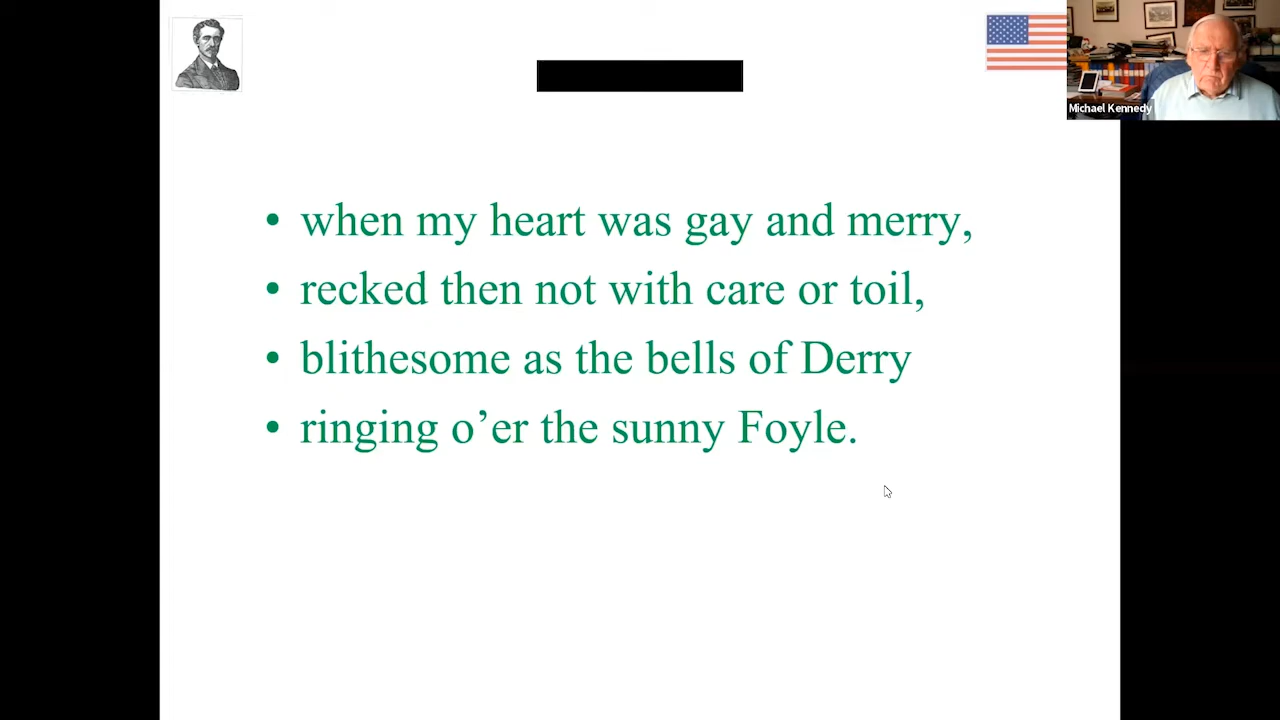 Michael Kennedy
• when my heart was gay and merry,
• recked then not with care or toil,
• blithesome as the bells of Derry
• ringing o’er the sunny Foyle.